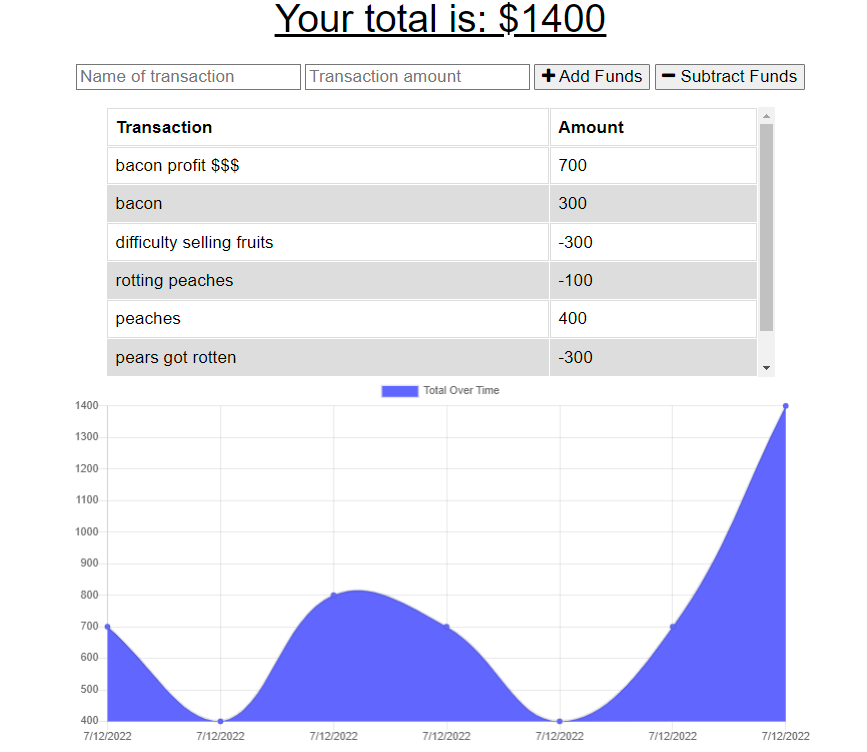 Your total is: $1400
Name of transaction Transaction amount Add Funds Subtract Funds
Transaction Amount
bacon profit $$$ 700
bacon 300
difficulty selling fruits -300
rotting peaches -100
peaches 400
pears got rotten -300
Total Over Time
1400
1300
1200
1100
1000
900
800
700
600
500
400
7/12/2022 7/12/2022 7/12/2022 7/12/2022 7/12/2022 7/12/2022 7/12/2022